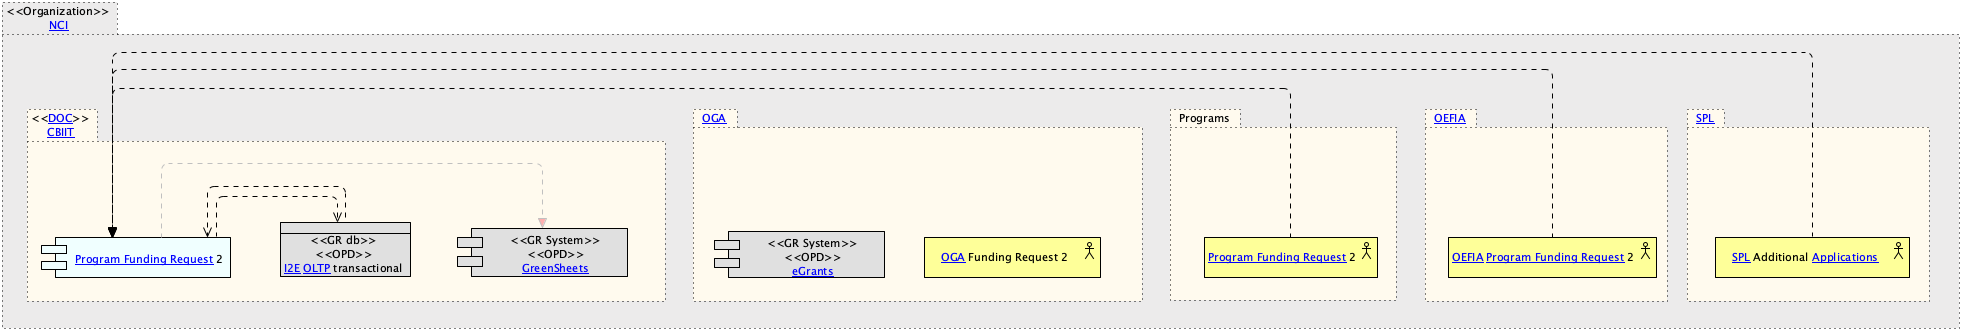 <<Organization>>
NCI
<<DOC>>
CBIIT
OGA
Programs
OEFIA
SPL
Program Funding Request 2
<<GR db>>
<<OPD>>
I2E OLTP transactional
<<GR System>>
<<OPD>>
GreenSheets
<<GR System>>
<<OPD>>
eGrants
OGA Funding Request 2
Program Funding Request 2
OEFIA Program Funding Request 2
SPL Additional Applications